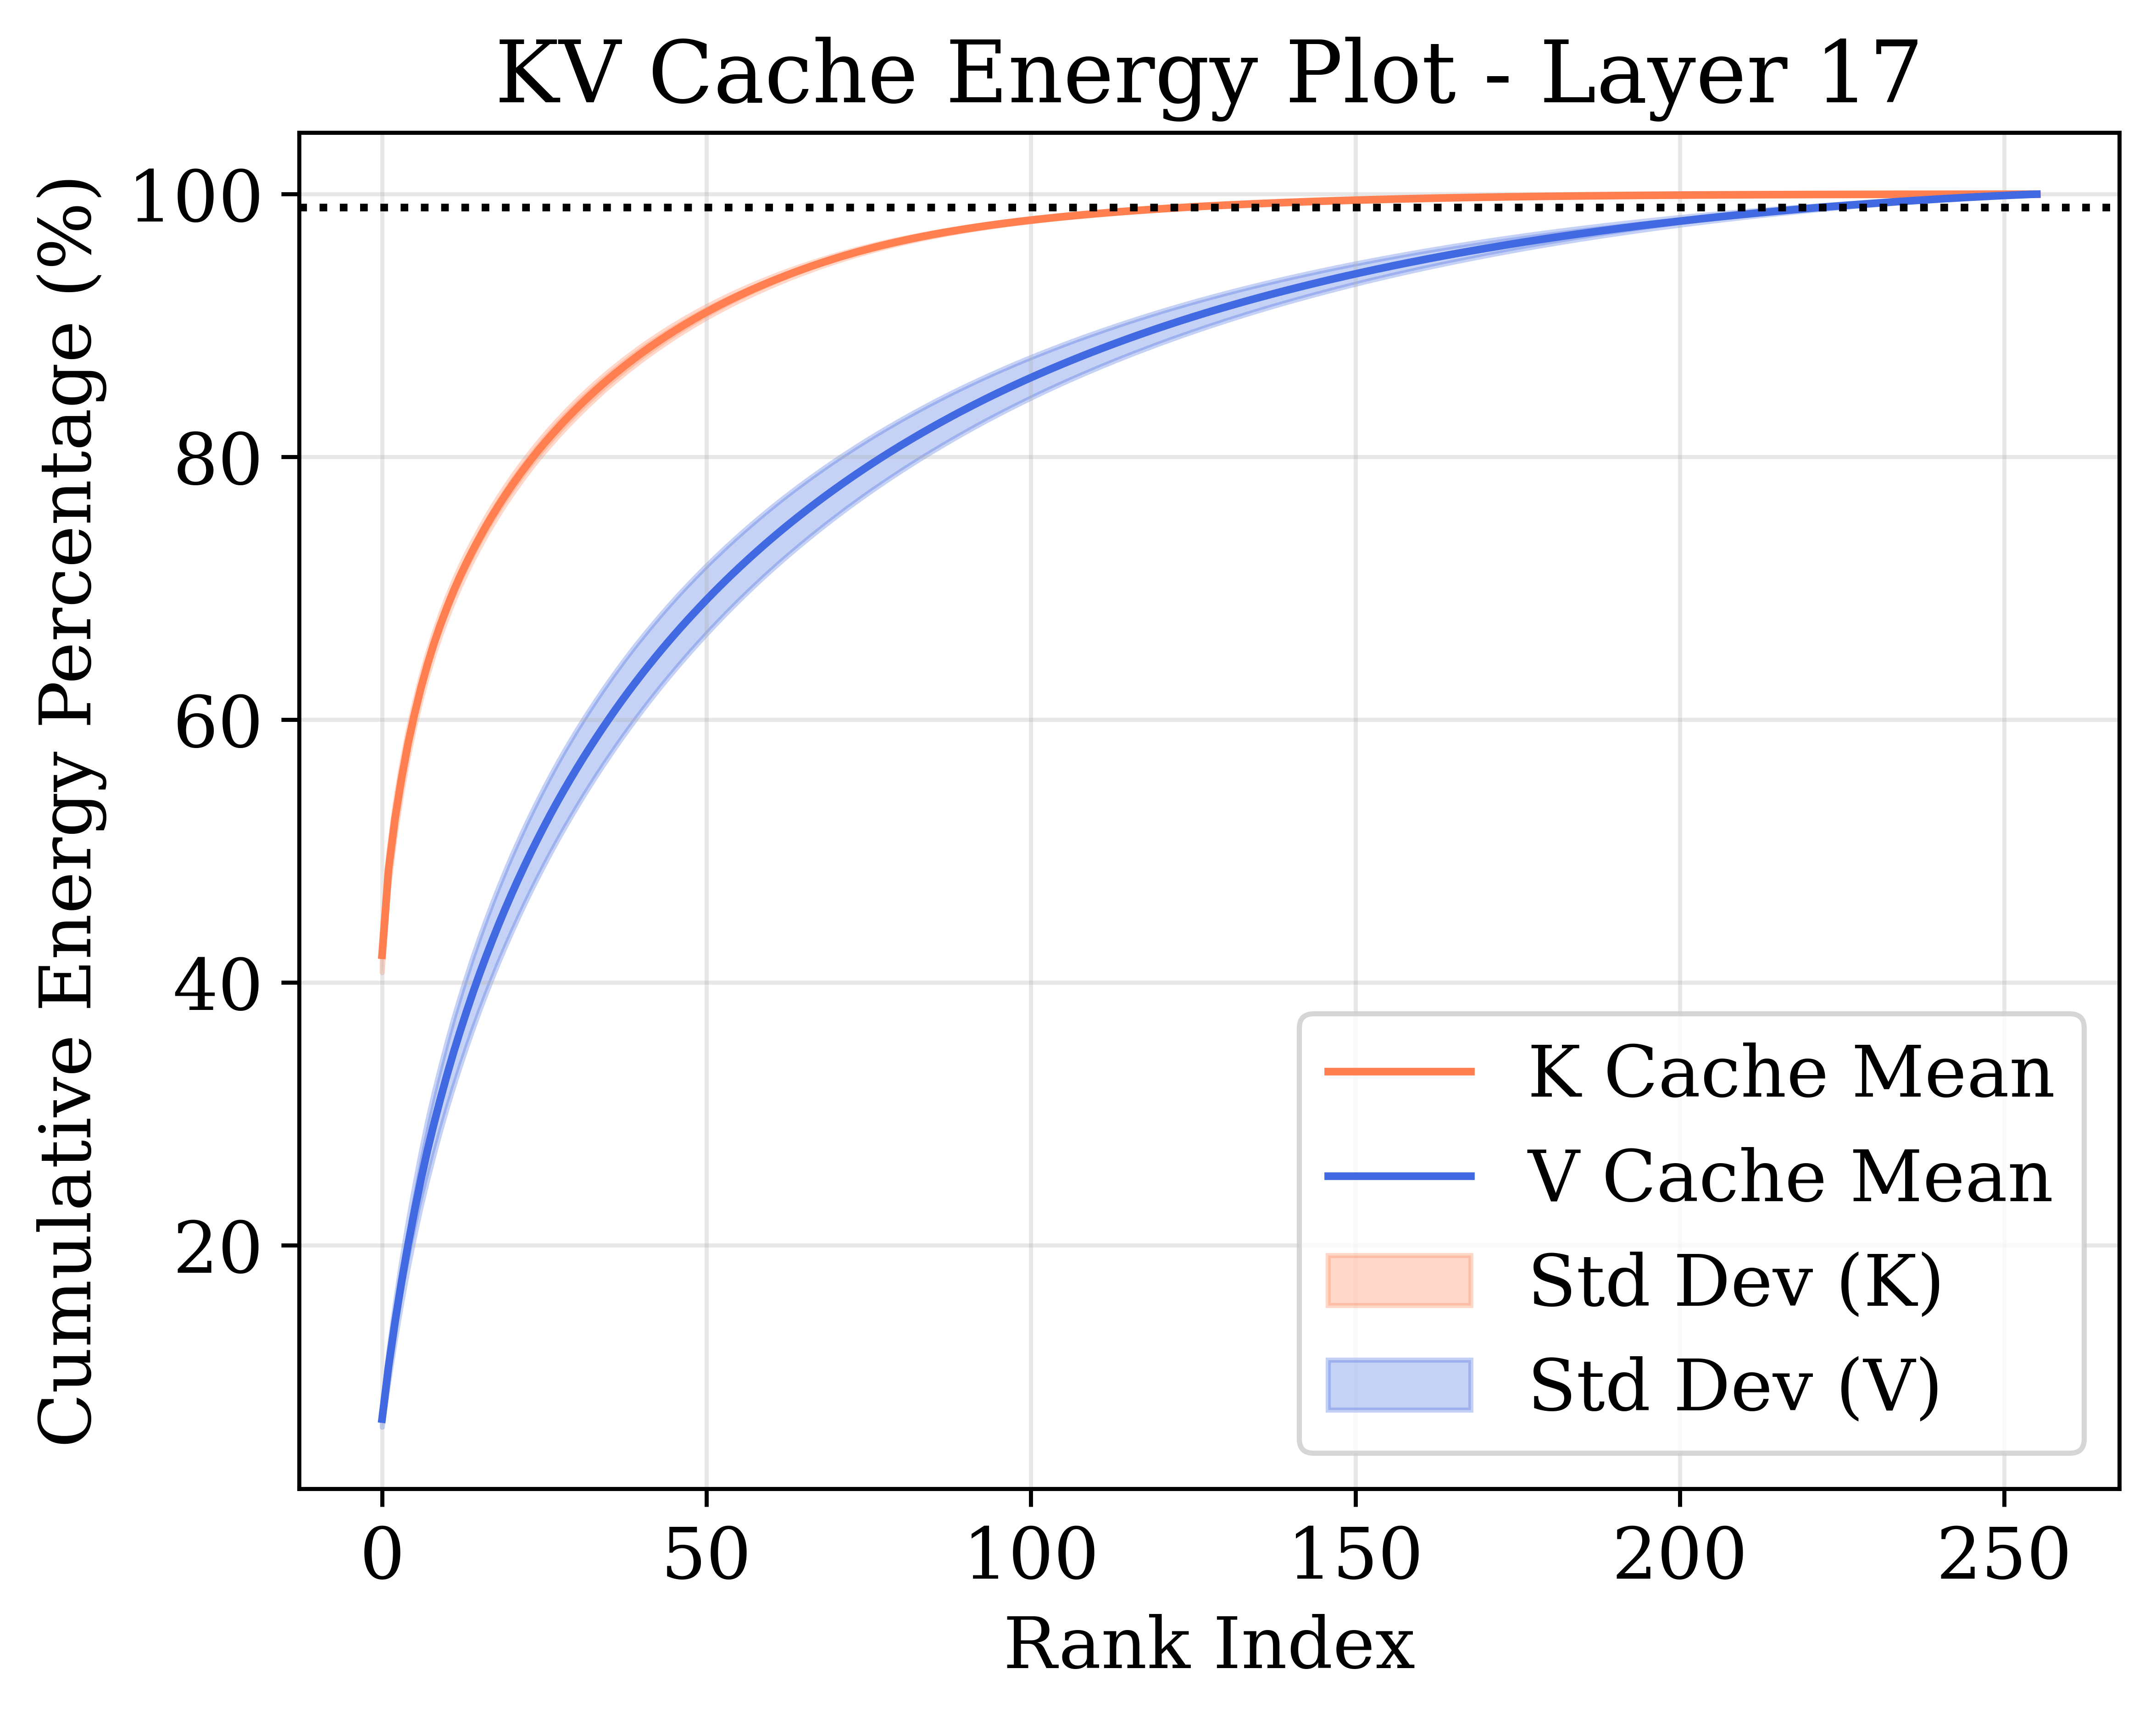 KV Cache Energy Plot - Layer 17
Cumulative Energy Percentage (%)
100
80
60
40
20
K Cache Mean
V Cache Mean
Std Dev (K)
Std Dev (V)
0 50 100 150 200 250
Rank Index